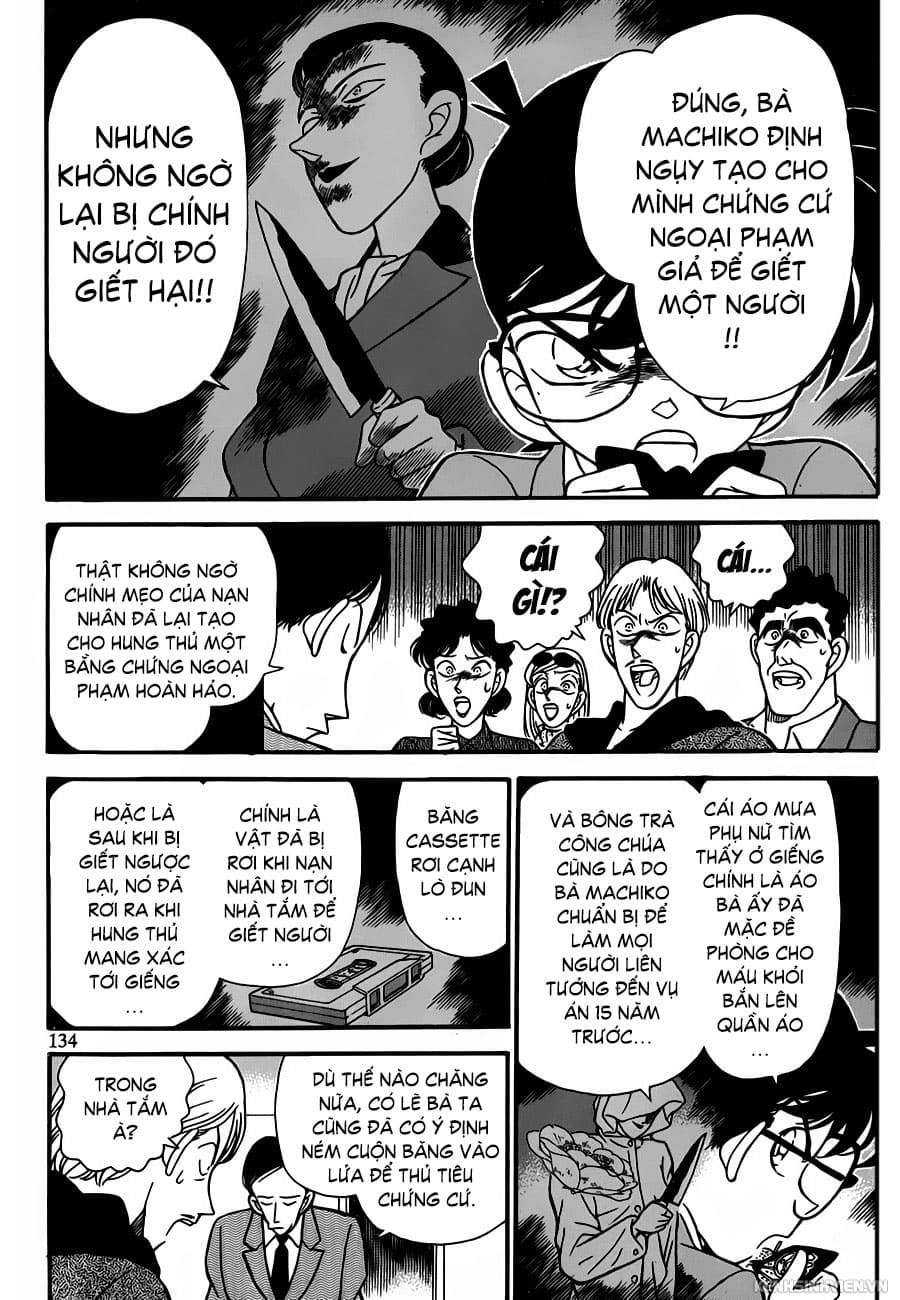 ĐÚNG, BÀ
MACHIKO ĐỊNH
NGỤY TẠO CHO
MÌNH CHỨNG CỨ
NGOẠI PHẠM
GIẢ ĐỂ GIẾT
MỘT NGƯỜI
!!
NHƯNG
KHÔNG NGỜ
LẠI BỊ CHÍNH
NGƯỜI ĐÓ
GIẾT HẠI!!
CÁI...
CÁI
GÌ!?
THẬT KHÔNG NGỜ
CHÍNH MẸO CỦA NẠN
NHÂN ĐÃ LẠI TẠO
CHO HUNG THỦ MỘT
BẰNG CHỨNG NGOẠI
PHẠM HOÀN HẢO.
CÁI ÁO MƯA
PHỤ NỮ TÌM
THẤY Ở GIẾNG
CHÍNH LÀ ÁO
BÀ ẤY ĐÃ
MẶC ĐỀ
PHÒNG CHO
MÁU KHỎI
BẮN LÊN
QUẦN ÁO
...
VÀ BÔNG TRÀ
CÔNG CHÚA
CŨNG LÀ DO
BÀ MACHIKO
CHUẨN BỊ ĐỂ
LÀM MỌI
NGƯỜI LIÊN
TƯỞNG ĐẾN VỤ
ÁN 15 NĂM
TRƯỚC...
BĂNG
CASSETTE
RƠI CẠNH
LÒ ĐUN
...
CHÍNH LÀ
VẬT ĐÃ BỊ
RƠI KHI NẠN
NHÂN ĐI TỚI
NHÀ TẮM ĐỂ
GIẾT NGƯỜI
...
HOẶC LÀ
SAU KHI BỊ
GIẾT NGƯỢC
LẠI, NÓ ĐÃ
RƠI RA KHI
HUNG THỦ
MANG XÁC
TỚI GIẾNG
...
134
DÙ THẾ NÀO CHĂNG
NỮA, CÓ LẼ BÀ TA
CŨNG ĐÃ CÓ Ý ĐỊNH
NÉM CUỘN BĂNG VÀO
LỬA ĐỂ THỦ TIÊU
CHỨNG CỨ.
TRONG
NHÀ TẮM
À?